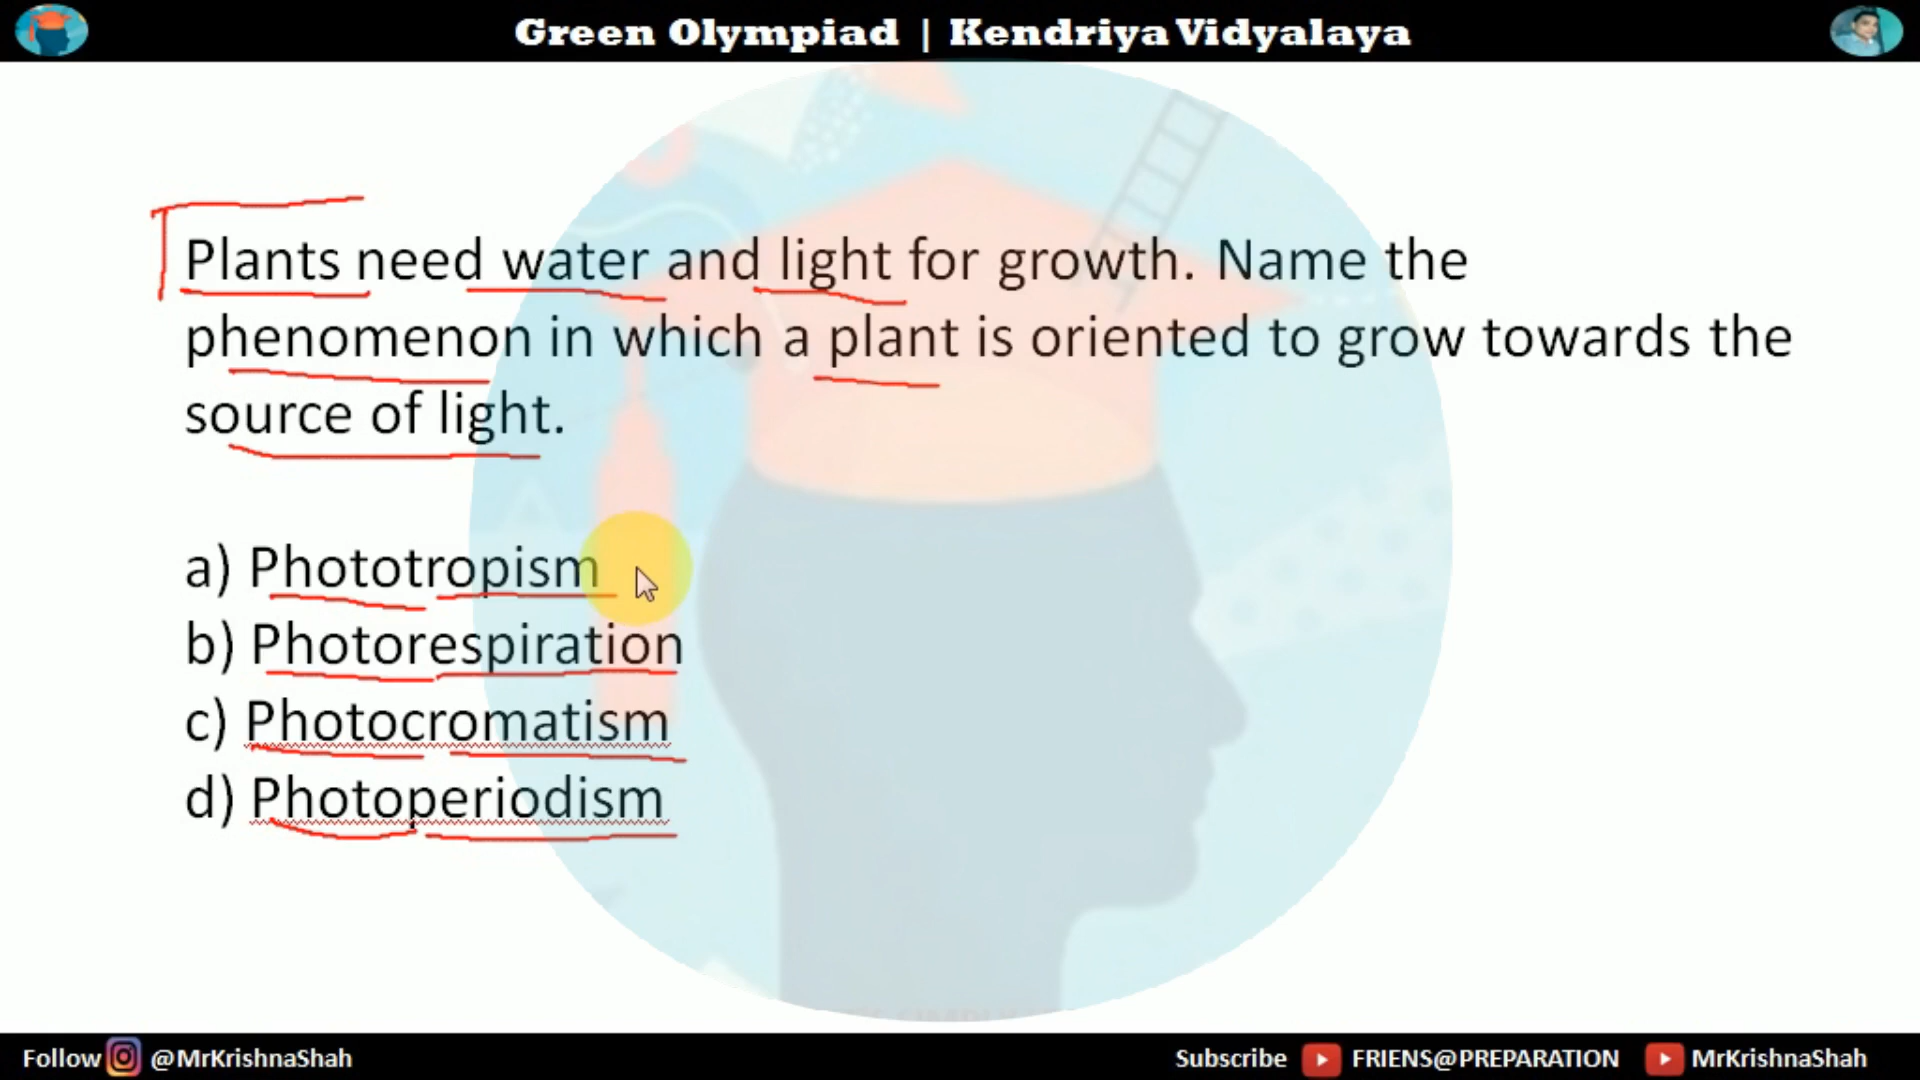 Green Olympiad | Kendriya Vidyalaya
Plants need water and light for growth. Name the
phenomenon in which a plant is oriented to grow towards the
source of light.
a) Phototropism
b) Photorespiration
c) Photocromatism
d) Photoperiodism
Follow @MrKrishnaShah
Subscribe FRIENS@PREPARATION MrKrishnaShah